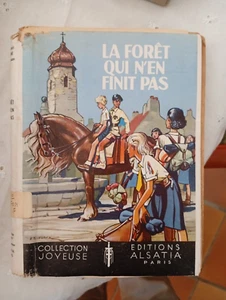 LA FORÊT
QUI N'EN
FINIT PAS
COLLECTION
JOYEUSE
EDITIONS
ALSATIA
PARIS